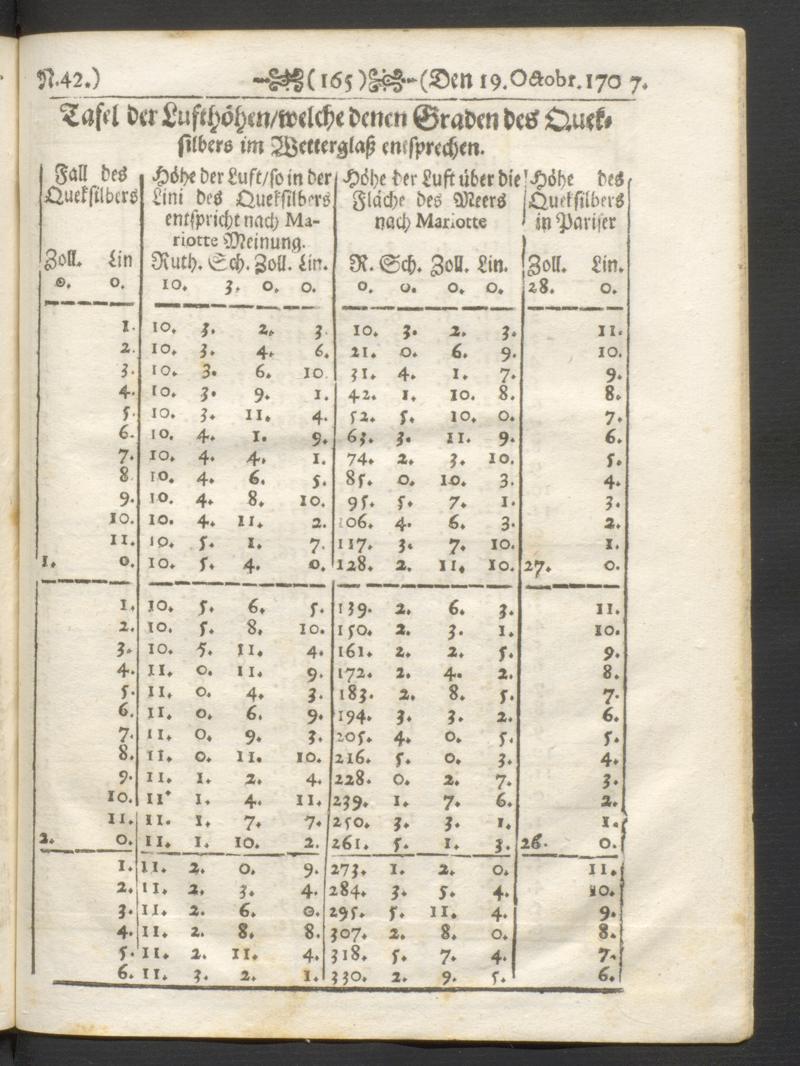 N.42.) (165) (Den 19. Octobr. 170 7.
Tafel der Lufthöhen/welche denen Graden des Quek-
silbers im Wetterglaß entsprechen.
Fall des Höhe der Luft/so in der Höhe der Luft über die Höhe des
Queksilbers Lini des Queksilbers Fläche des Meers Queksilbers
entspricht nach Ma- nach Mariotte in Pariser
riotte Meinung.
Zoll. Lin Ruth. Sch. Zoll. Lin. R. Sch. Zoll. Lin. Zoll. Lin.
0. 0. 10. 3. 0. 0. 0. 0. 0. 0. 28. 0.
1. 10. 3. 2. 3. 10. 3. 2. 3. 11.
2. 10. 3. 4. 6. 21. 0. 6. 9. 10.
3. 10. 3. 6. 10. 31. 4. 1. 7. 9.
4. 10. 3. 9. 1. 42. 1. 10. 8. 8.
5. 10. 3. 11. 4. 52. 5. 10. 0. 7.
6. 10. 4. 1. 9. 63. 3. 11. 9. 6.
7. 10. 4. 4. 1. 74. 2. 3. 10. 5.
8 10. 4. 6. 5. 85. 0. 10. 3. 4.
9. 10. 4. 8. 10. 95. 5. 7. 1. 3.
10. 10. 4. 11. 2. 106. 4. 6. 3. 2.
11. 10. 5. 1. 7. 117. 3. 7. 10. 1.
1. 0. 10. 5. 4. 0. 128. 2. 11. 10. 27. 0.
1. 10. 5. 6. 5. 139. 2. 6. 3. 11.
2. 10. 5. 8. 10. 150. 2. 3. 1. 10.
3. 10. 5. 11. 4. 161. 2. 2. 5. 9.
4. 11. 0. 11. 9. 172. 2. 4. 2. 8.
5. 11. 0. 4. 3. 183. 2. 8. 5. 7.
6. 11. 0. 6. 9. 194. 3. 3. 2. 6.
7. 11. 0. 9. 3. 205. 4. 0. 5. 5.
8. 11. 0. 11. 10. 216. 5. 0. 3. 4.
9. 11. 1. 2. 4. 228. 0. 2. 7. 3.
10. 11. 1. 4. 11. 239. 1. 7. 6. 2.
11. 11. 1. 7. 7. 250. 3. 3. 1. 1.
2. 0. 11. 1. 10. 2. 261. 5. 1. 3. 26. 0.
1. 11. 2. 0. 9. 273. 1. 2. 0. 11.
2. 11. 2. 3. 4. 284. 3. 5. 4. 10.
3. 11. 2. 6. 0. 295. 5. 11. 4. 9.
4. 11. 2. 8. 8. 307. 2. 8. 0. 8.
5. 11. 2. 11. 4. 318. 5. 7. 4. 7.
6. 11. 3. 2. 1. 330. 2. 9. 5. 6.